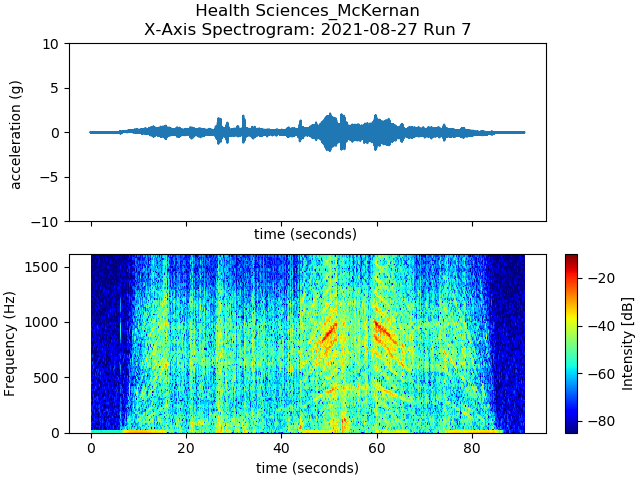 Health Sciences_McKernan
X-Axis Spectrogram: 2021-08-27 Run 7
acceleration (g)
10
5
0
−5
−10
time (seconds)
Frequency (Hz)
1500
1000
500
0
0
20
40
60
80
time (seconds)
−20
−40
−60
−80
Intensity [dB]